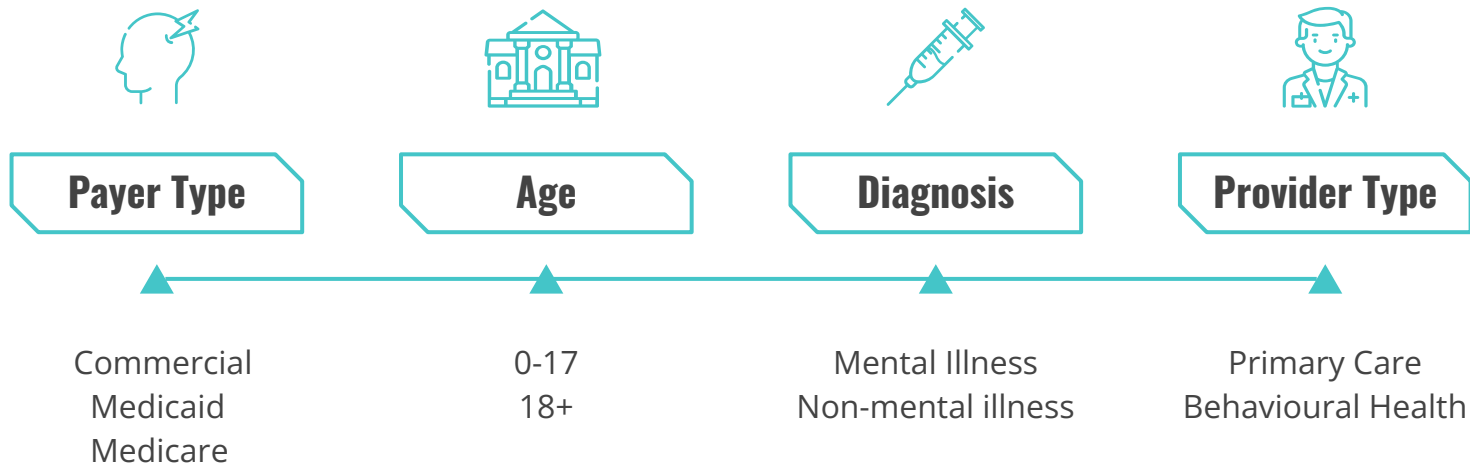 Payer Type
Age
Diagnosis
Provider Type
Commercial
Medicaid
Medicare
0-17
18+
Mental Illness
Non-mental illness
Primary Care
Behavioural Health